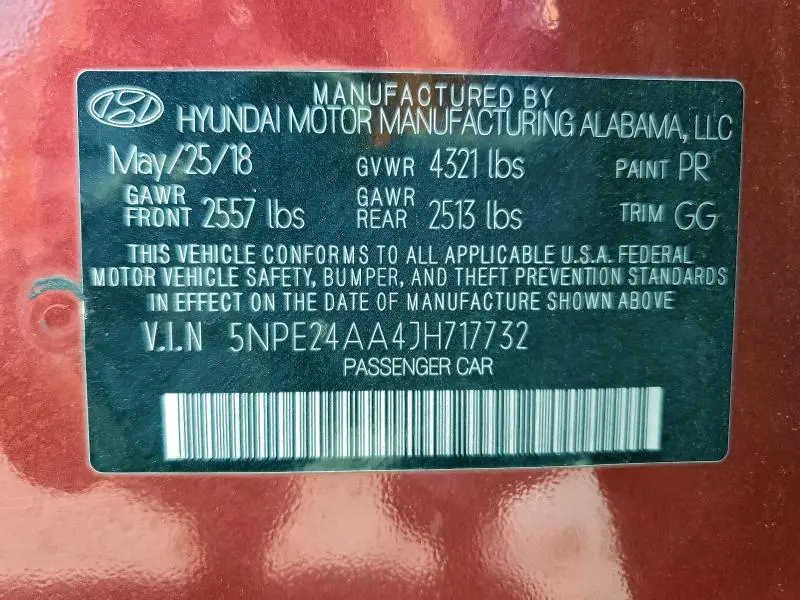 MANUFACTURED BY
HYUNDAI MOTOR MANUFACTURING ALABAMA, LLC
May/25/18 GVWR 4321 lbs PAINT PR
GAWR FRONT 2557 lbs GAWR REAR 2513 lbs TRIM GG
THIS VEHICLE CONFORMS TO ALL APPLICABLE U.S.A. FEDERAL
MOTOR VEHICLE SAFETY, BUMPER, AND THEFT PREVENTION STANDARDS
IN EFFECT ON THE DATE OF MANUFACTURE SHOWN ABOVE
V.I.N 5NPE24AA4JH717732
PASSENGER CAR